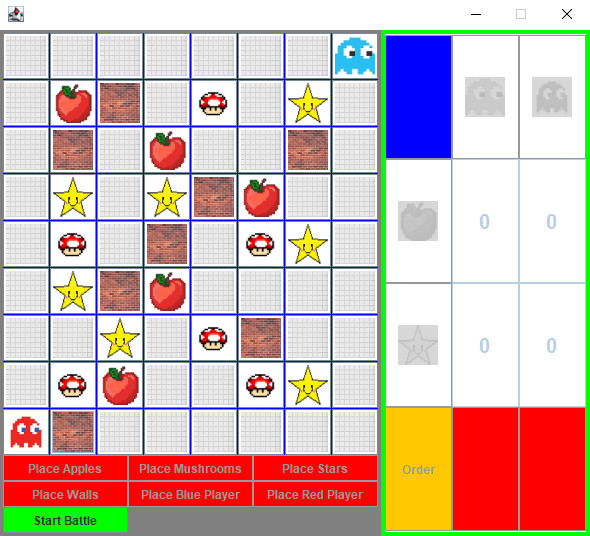 0 0
0 0
Order
Place Apples Place Mushrooms Place Stars
Place Walls Place Blue Player Place Red Player
Start Battle